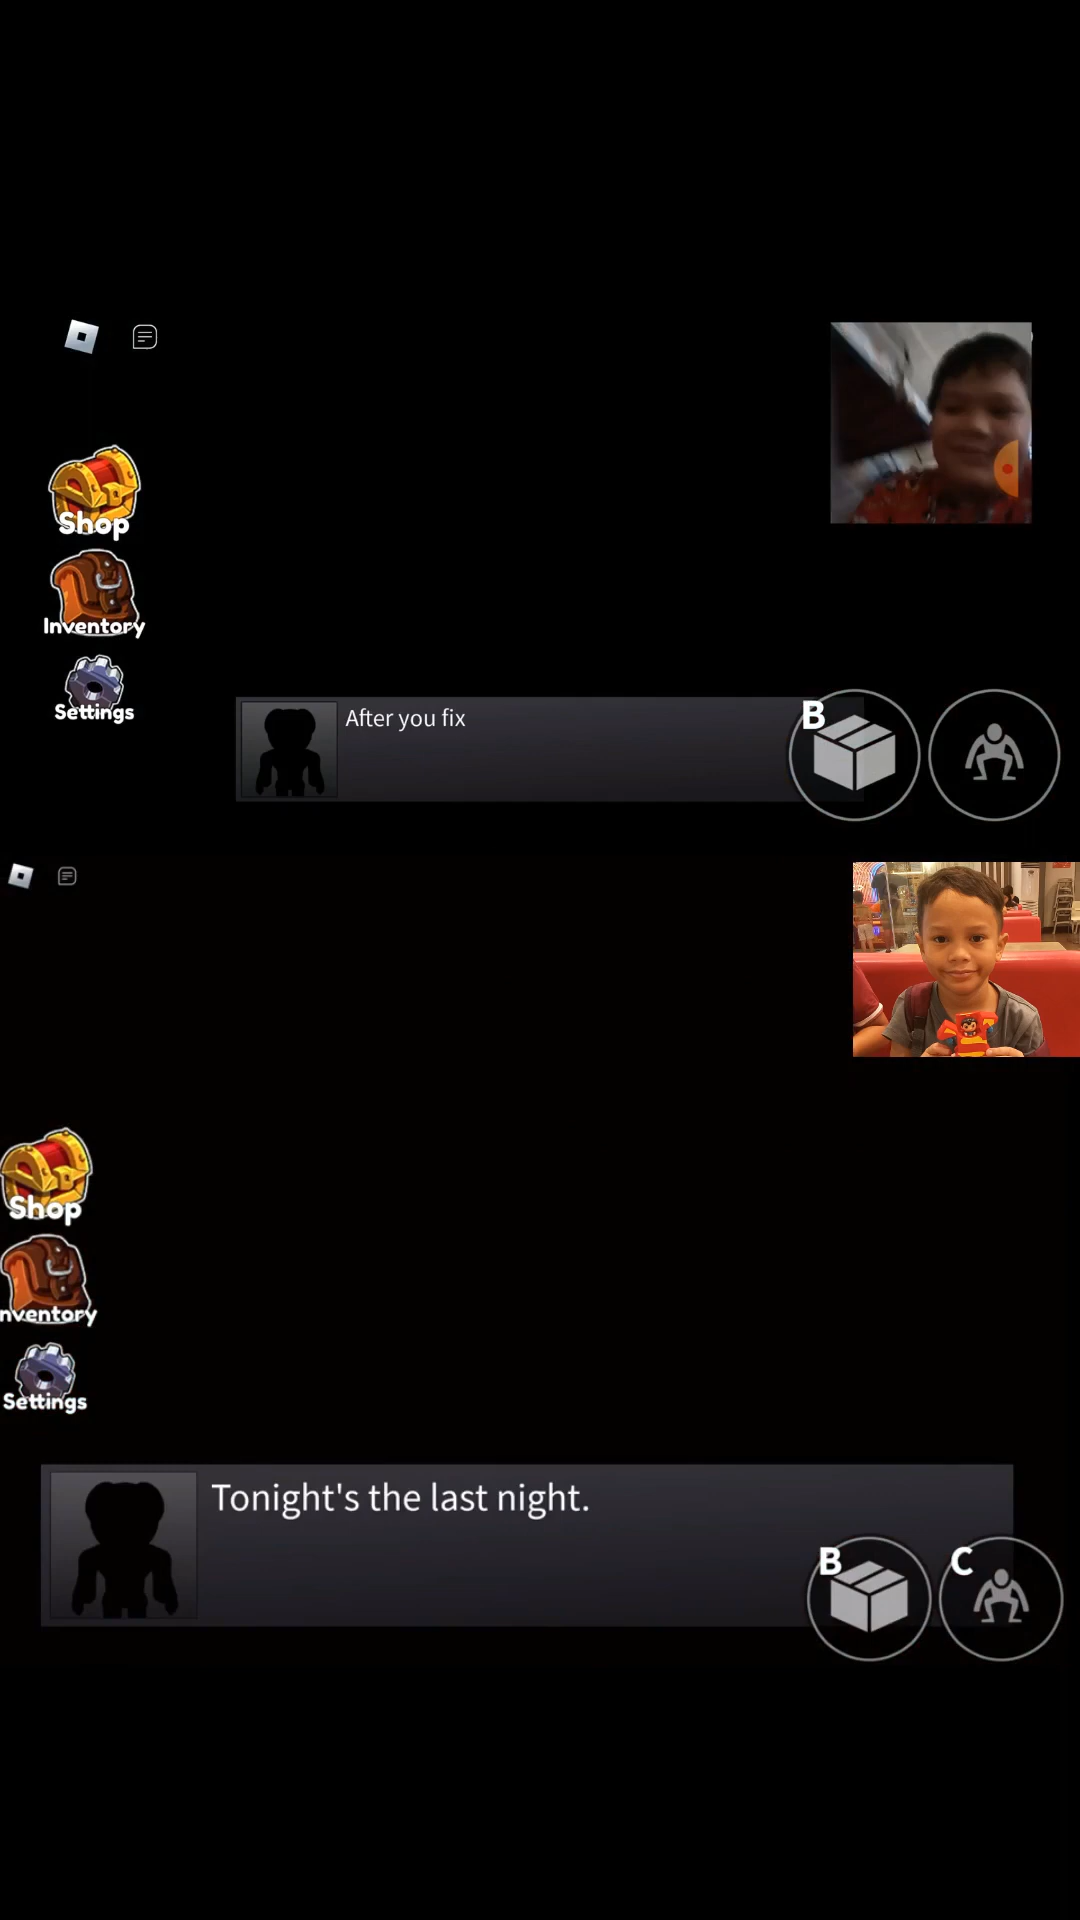 Shop
Inventory
Settings
After you fix
B
Shop
nventory
Settings
Tonight's the last night.
B
C